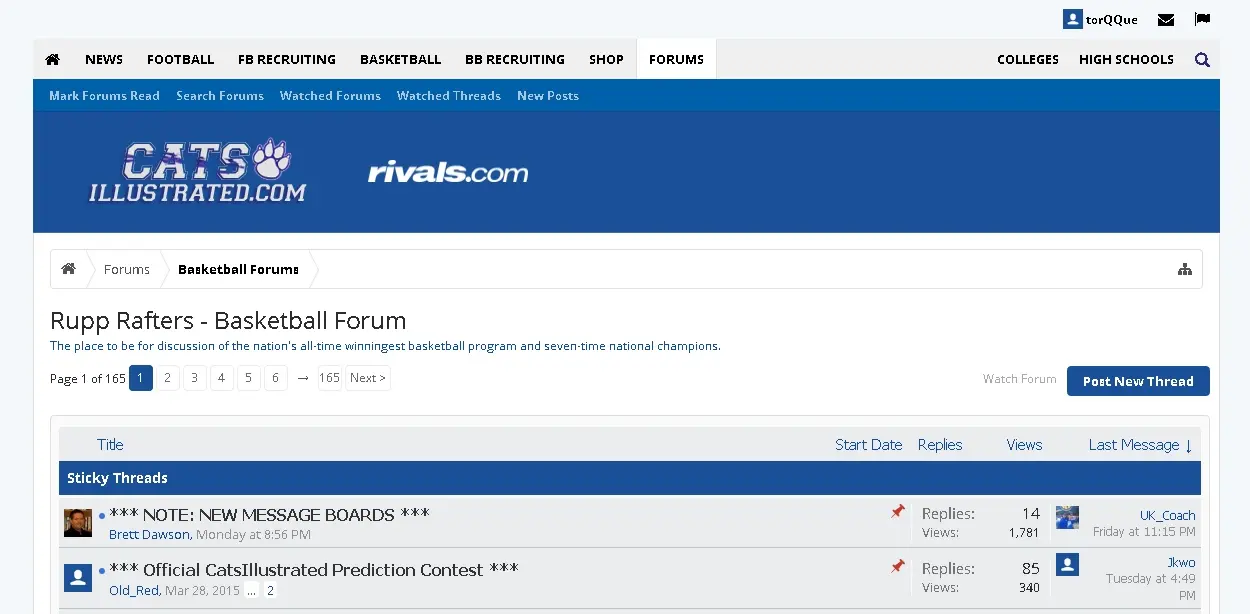 torQQue
NEWS FOOTBALL FB RECRUITING BASKETBALL BB RECRUITING SHOP FORUMS COLLEGES HIGH SCHOOLS
Mark Forums Read Search Forums Watched Forums Watched Threads New Posts
CATS
ILLUSTRATED.COM
rivals.com
Forums Basketball Forums
Rupp Rafters - Basketball Forum
The place to be for discussion of the nation's all-time winningest basketball program and seven-time national champions.
Page 1 of 165 1 2 3 4 5 6 → 165 Next > Watch Forum Post New Thread
Title Start Date Replies Views Last Message ↓
Sticky Threads
*** NOTE: NEW MESSAGE BOARDS *** Replies: 14 UK_Coach
Brett Dawson, Monday at 8:56 PM Views: 1,781 Friday at 11:15 PM
*** Official CatsIllustrated Prediction Contest *** Replies: 85 Jkwo
Old_Red, Mar 28, 2015 ... 2 Views: 340 Tuesday at 4:49
PM